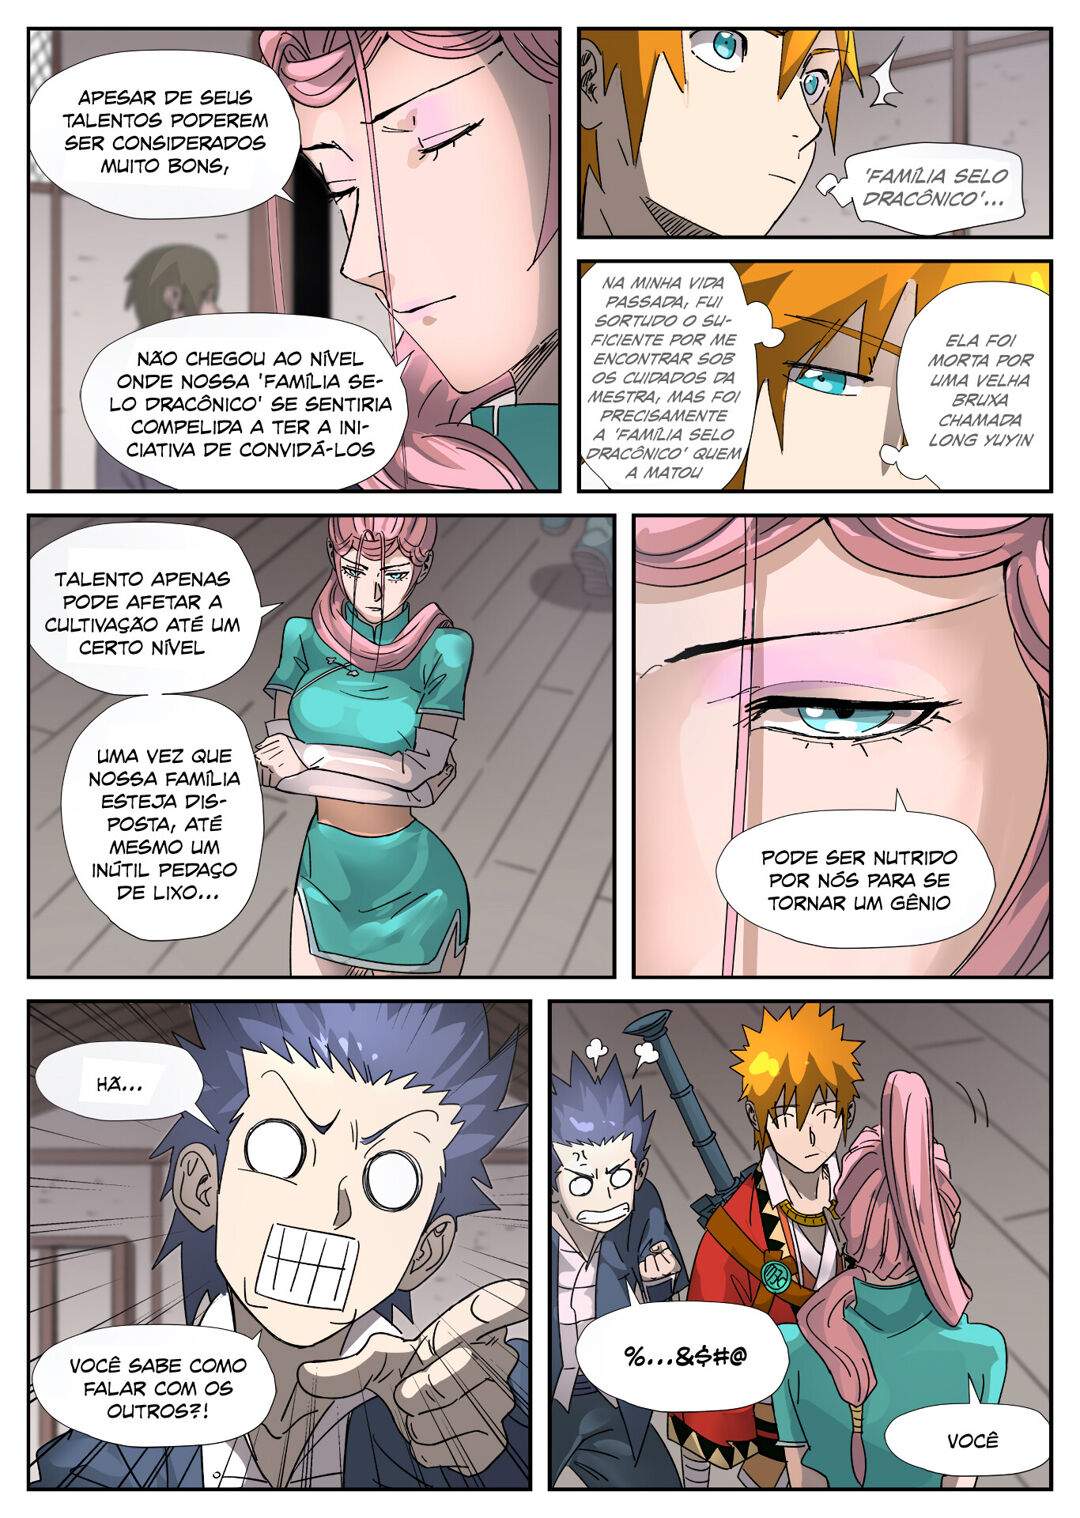 APESAR DE SEUS
TALENTOS PODEREM
SER CONSIDERADOS
MUITO BONS,
NÃO CHEGOU AO NÍVEL
ONDE NOSSA 'FAMÍLIA SE-
LO DRACÔNICO' SE SENTIRIA
COMPELIDA A TER A INI-
CIATIVA DE CONVIDÁ-LOS
'FAMÍLIA SELO
DRACÔNICO'...
NA MINHA VIDA
PASSADA, FUI
SORTUDO O SU-
FICIENTE POR ME
ENCONTRAR SOB
OS CUIDADOS DA
MESTRA, MAS FOI
PRECISAMENTE
A 'FAMÍLIA SELO
DRACÔNICO' QUEM
A MATOU
ELA FOI
MORTA POR
UMA VELHA
BRUXA
CHAMADA
LONG YUYIN
TALENTO APENAS
PODE AFETAR A
CULTIVAÇÃO ATÉ UM
CERTO NÍVEL
UMA VEZ QUE
NOSSA FAMÍLIA
ESTEJA DIS-
POSTA, ATÉ
MESMO UM
INÚTIL PEDAÇO
DE LIXO...
PODE SER NUTRIDO
POR NÓS PARA SE
TORNAR UM GÊNIO
HÃ...
VOCÊ SABE COMO
FALAR COM OS
OUTROS?!
%...&$#@
VOCÊ